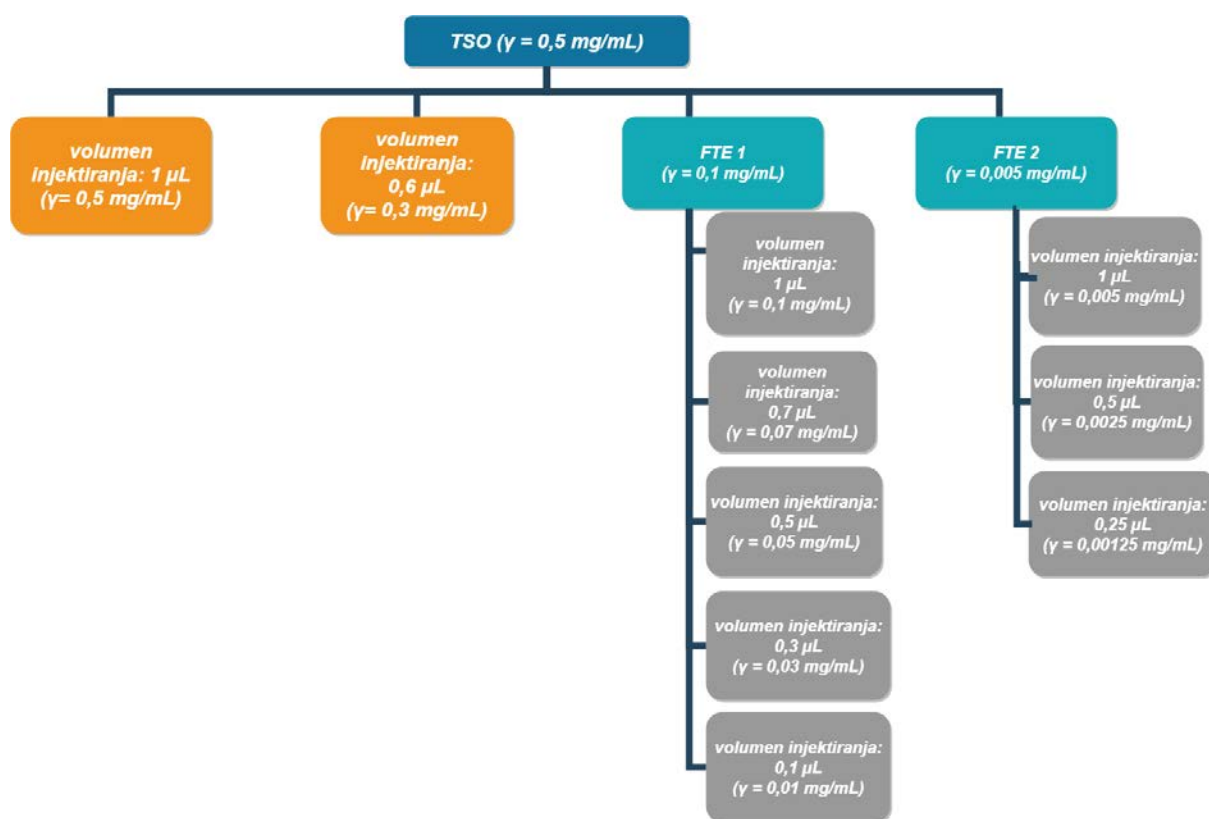 TSO (γ = 0,5 mg/mL)
volumen
injektiranja: 1 µL
(γ= 0,5 mg/mL)
volumen
injektiranja:
0,6 µL
(γ= 0,3 mg/mL)
FTE 1
(γ = 0,1 mg/mL)
FTE 2
(γ = 0,005 mg/mL)
volumen
injektiranja:
1 µL
(γ = 0,1 mg/mL)
volumen
injektiranja:
0,7 µL
(γ = 0,07 mg/mL)
volumen injektiranja:
0,5 µL
(γ = 0,05 mg/mL)
volumen injektiranja:
0,3 µL
(γ = 0,03 mg/mL)
volumen injektiranja:
0,1 µL
(γ = 0,01 mg/mL)
volumen injektiranja:
1 µL
(γ = 0,005 mg/mL)
volumen injektiranja:
0,5 µL
(γ = 0,0025 mg/mL)
volumen injektiranja:
0,25 µL
(γ = 0,00125 mg/mL)